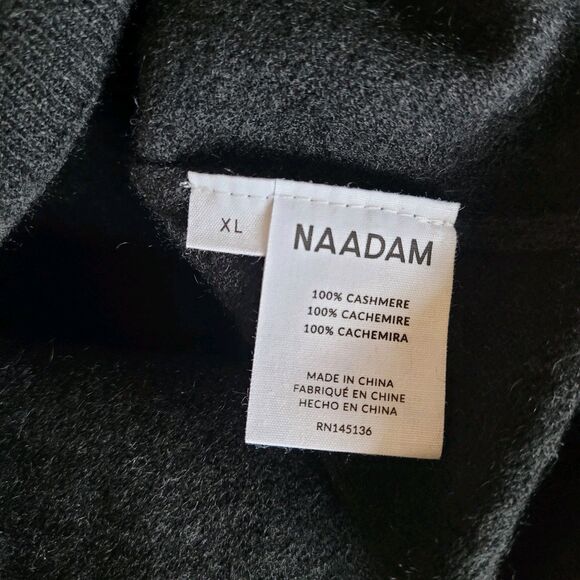 XL
NAADAM
100% CASHMERE
100% CACHEMIRE
100% CACHEMIRA
MADE IN CHINA
FABRIQUÉ EN CHINE
HECHO EN CHINA
RN145136